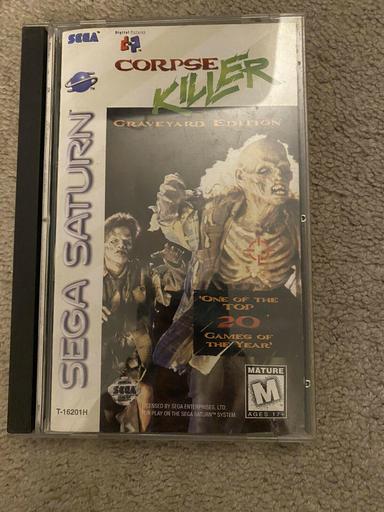 SEGA
Digital Pictures
CORPSE
KILLER
GRAVEYARD EDITION
SEGA SATURN
"ONE OF THE
TOP
20
GAMES OF
THE YEAR"
MATURE
M
AGES 17+
SEGA
LICENSED BY SEGA ENTERPRISES, LTD.
FOR PLAY ON THE SEGA SATURN™ SYSTEM.
T-16201H